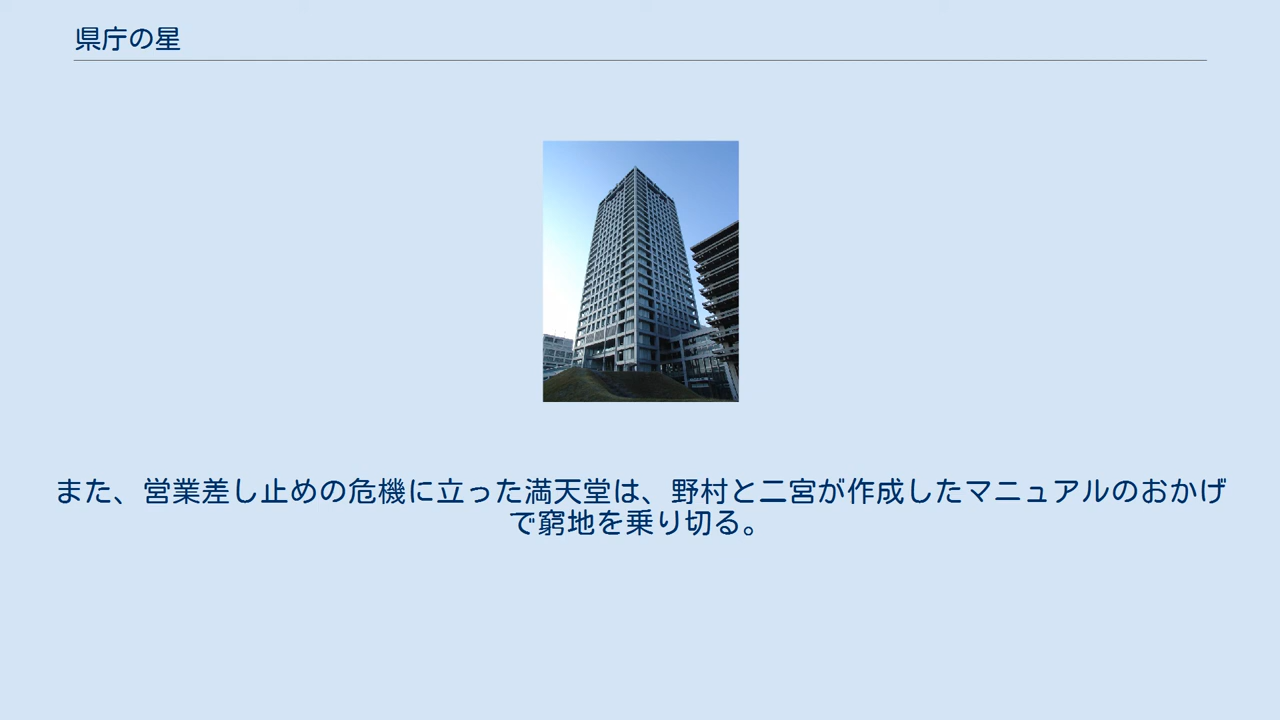 県庁の星
また、営業差し止めの危機に立った満天堂は、野村と二宮が作成したマニュアルのおかげ
で窮地を乗り切る。